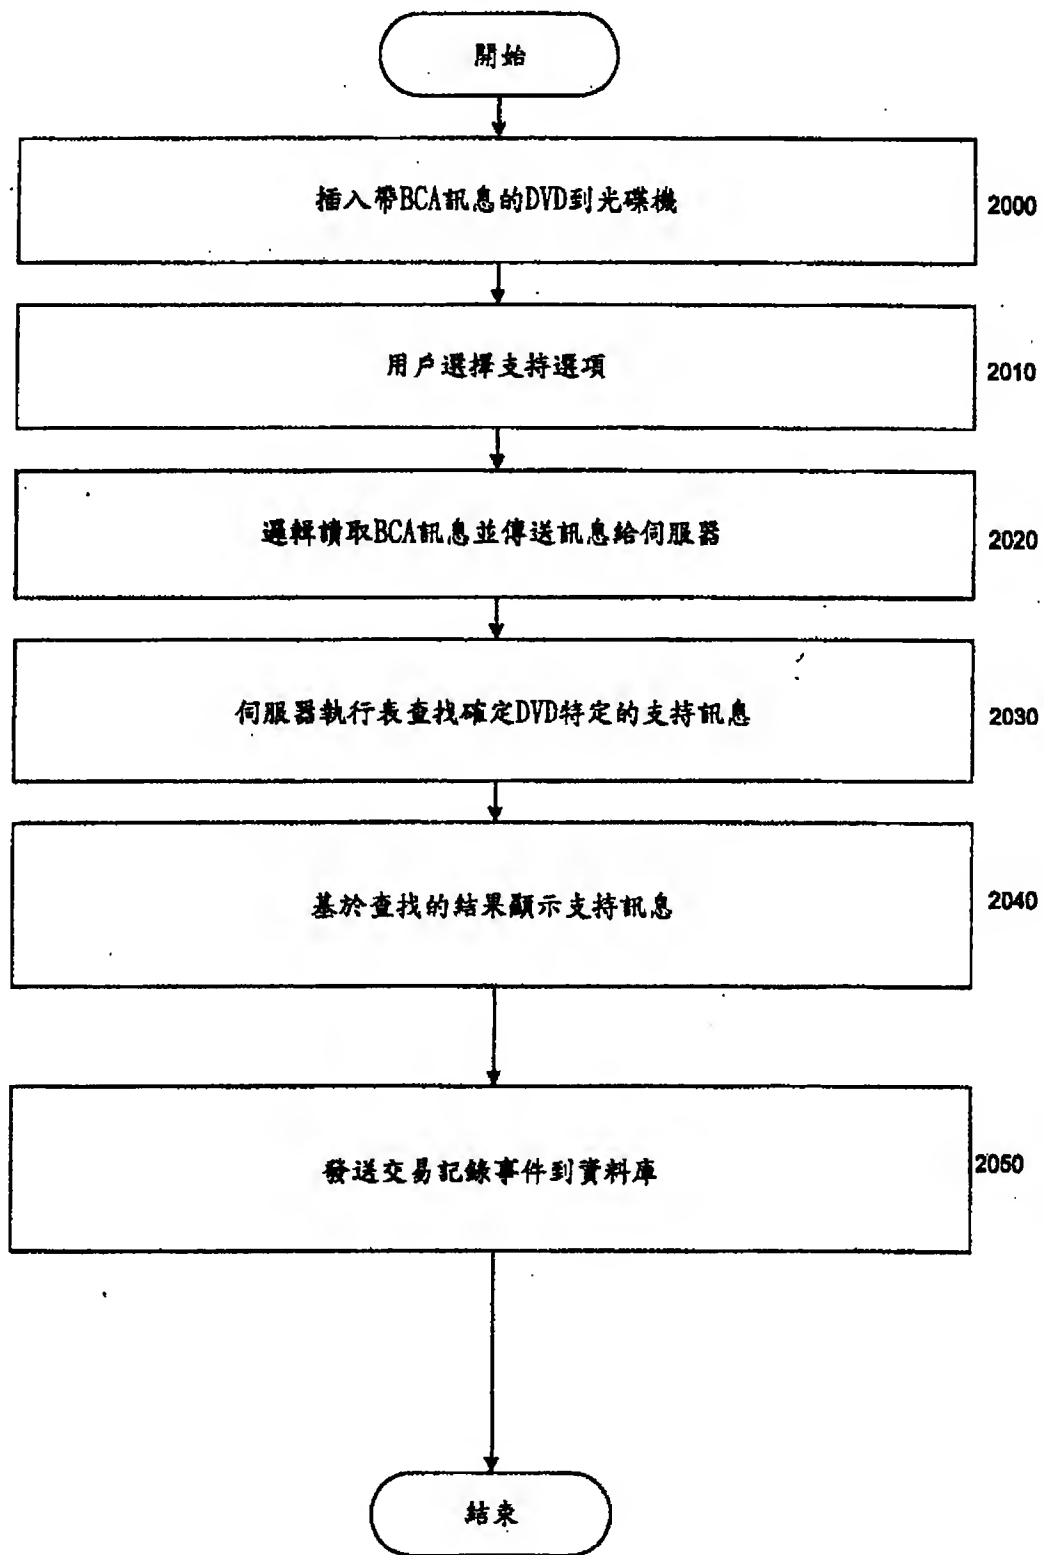 開始
插入帶BCA訊息的DVD到光碟機
2000
用戶選擇支持選項
2010
邏輯讀取BCA訊息並傳送訊息給伺服器
2020
伺服器執行表查找確定DVD特定的支持訊息
2030
基於查找的結果顯示支持訊息
2040
發送交易記錄事件到資料庫
2050
結束